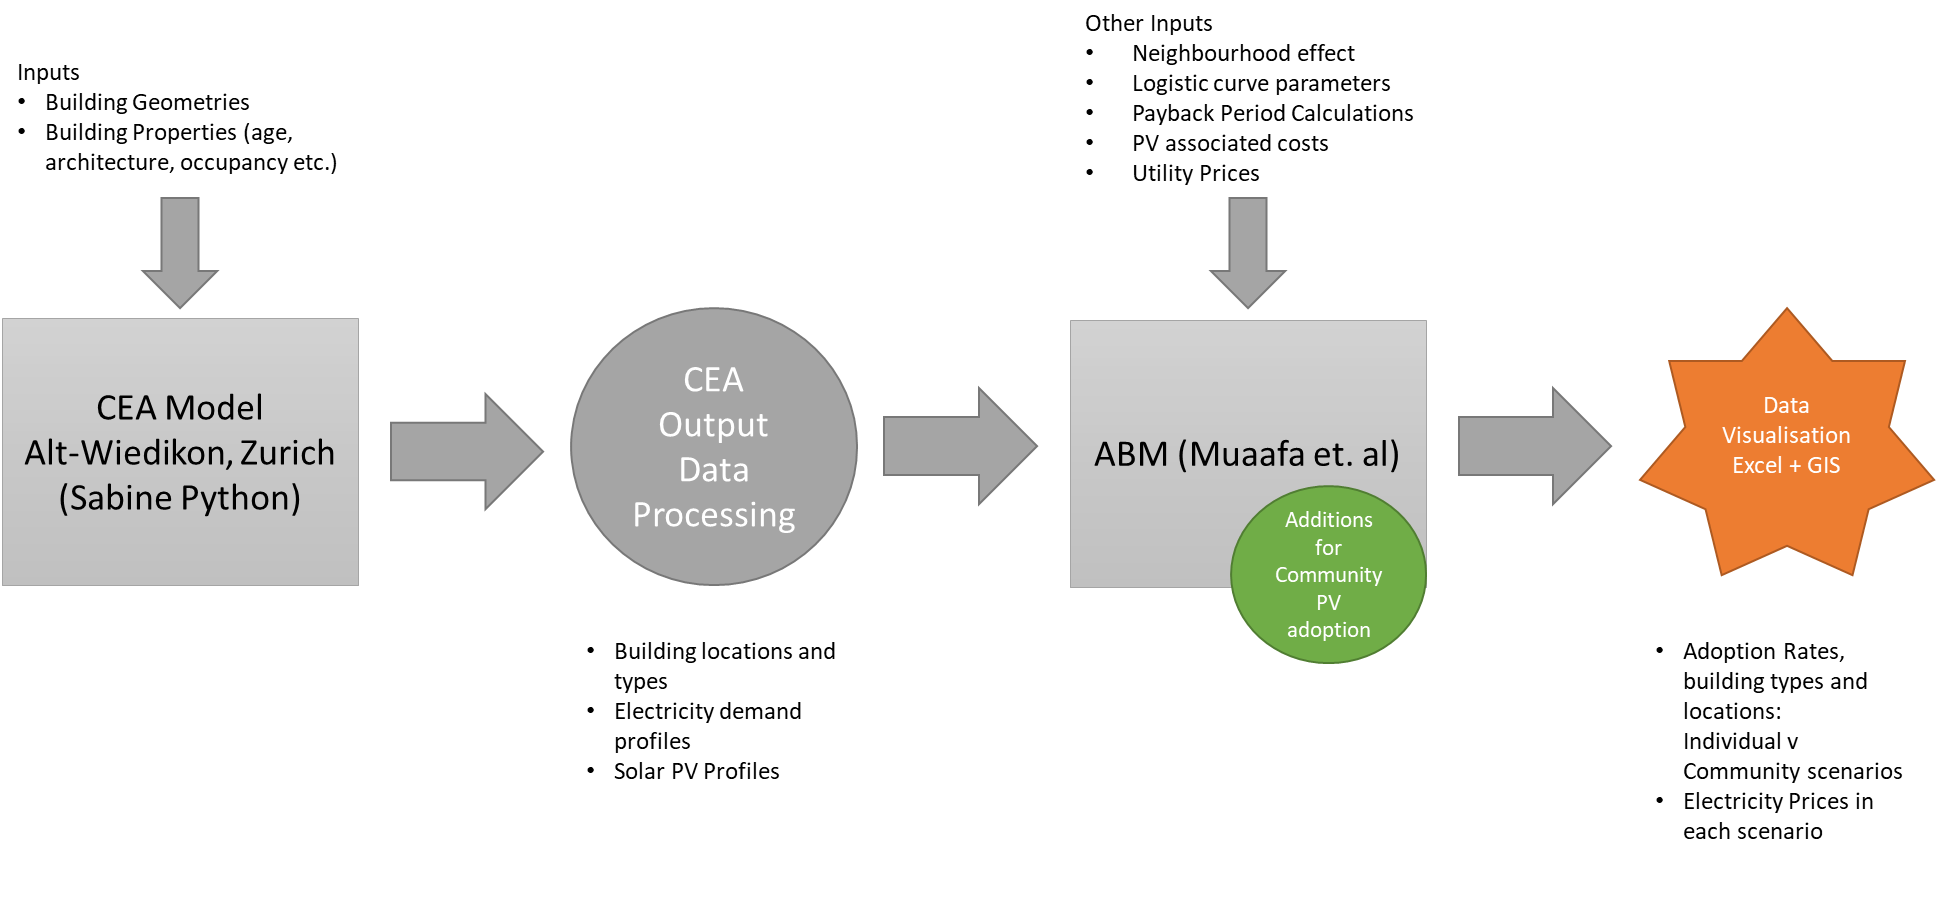 Inputs
• Building Geometries
• Building Properties (age,
architecture, occupancy etc.)
Other Inputs
• Neighbourhood effect
• Logistic curve parameters
• Payback Period Calculations
• PV associated costs
• Utility Prices
CEA Model
Alt-Wiedikon, Zurich
(Sabine Python)
CEA
Output
Data
Processing
ABM (Muaafa et. al)
Additions
for
Community
PV
adoption
Data
Visualisation
Excel + GIS
• Building locations and
types
• Electricity demand
profiles
• Solar PV Profiles
• Adoption Rates,
building types and
locations:
Individual v
Community scenarios
• Electricity Prices in
each scenario